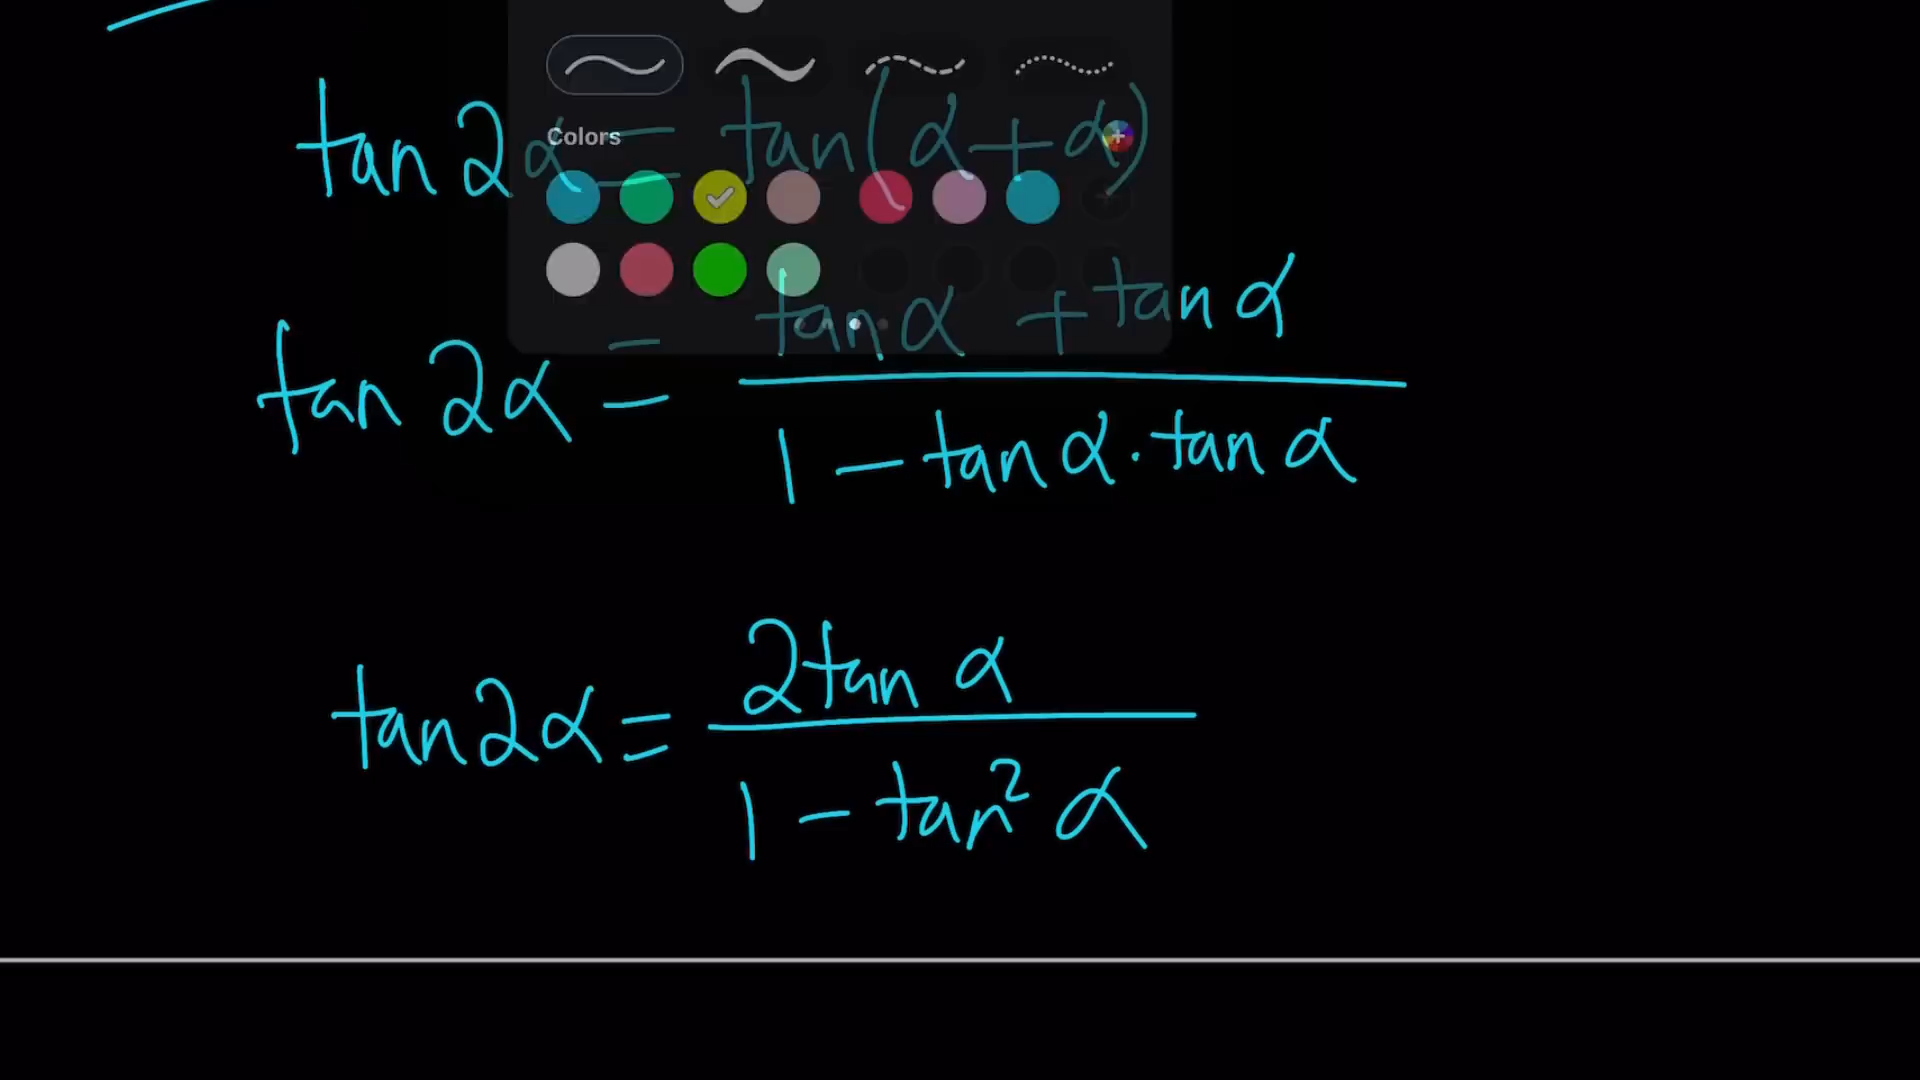 tan 2α = tan(α+α)
Colors
tan 2α = tan α + tan α
1 - tan α · tan α
tan 2α = 2tan α
1 - tan² α